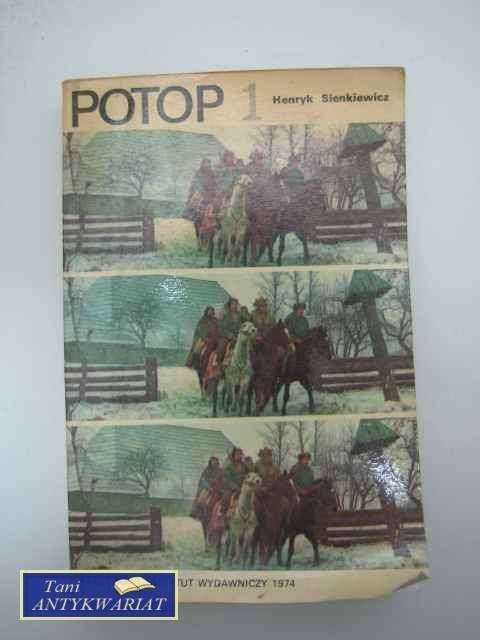 POTOP 1 Henryk Sienkiewicz
TUT WYDAWNICZY 1974
Tani
ANTYKWARIAT